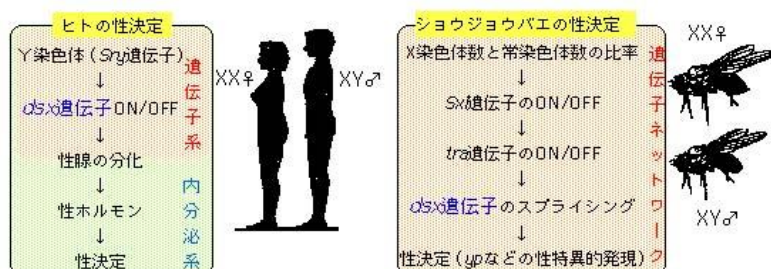 ヒトの性決定
Y染色体(Sry遺伝子)
↓
dsx遺伝子ON/OFF
↓
性腺の分化
↓
性ホルモン
↓
性決定
遺伝子系
内分泌系
XX♀
XY♂
ショウジョウバエの性決定
X染色体数と常染色体数の比率
↓
Sxl遺伝子のON/OFF
↓
tra遺伝子のON/OFF
↓
dsx遺伝子のスプライシング
↓
性決定(ypなどの性特異的発現)
遺伝子ネットワーク
XX♀
XY♂